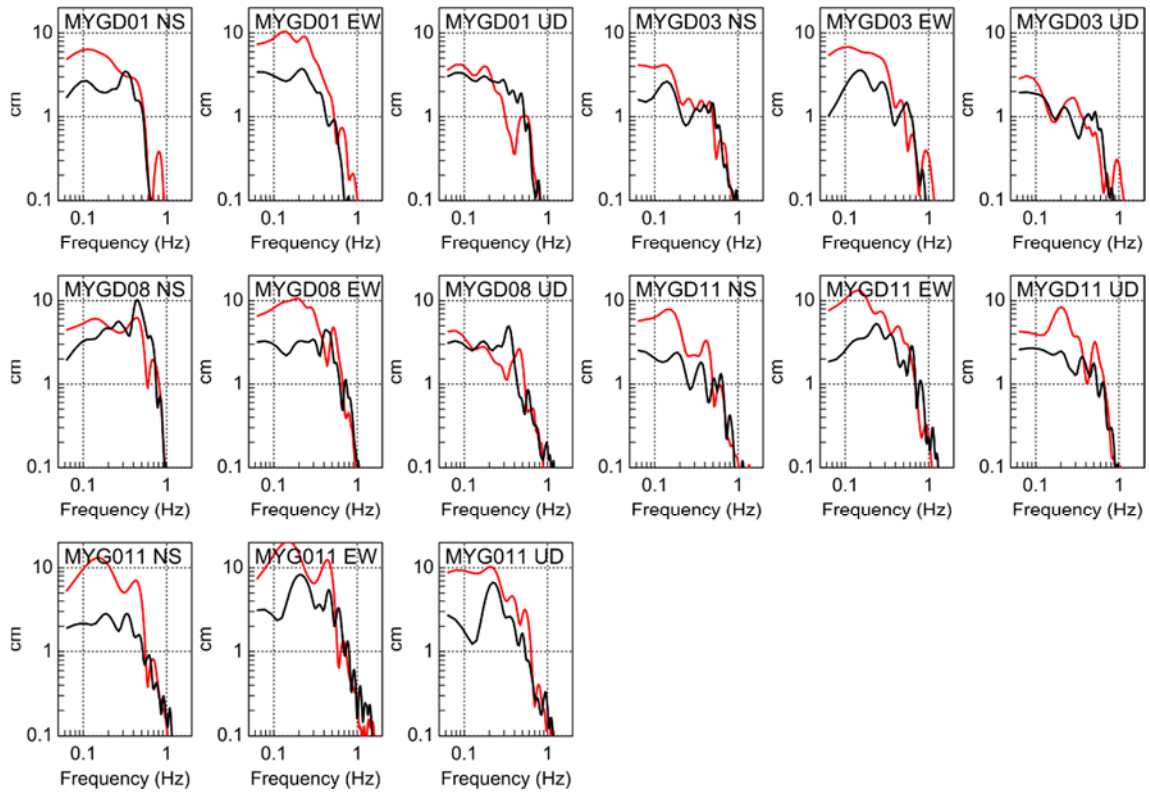 MYGD01 NS MYGD01 EW MYGD01 UD MYGD03 NS MYGD03 EW MYGD03 UD
10 10 10 10 10 10
cm cm cm cm cm cm
1 1 1 1 1 1
0.1 0.1 0.1 0.1 0.1 0.1
0.1 1 0.1 1 0.1 1 0.1 1 0.1 1 0.1 1
Frequency (Hz) Frequency (Hz) Frequency (Hz) Frequency (Hz) Frequency (Hz) Frequency (Hz)
MYGD08 NS MYGD08 EW MYGD08 UD MYGD11 NS MYGD11 EW MYGD11 UD
10 10 10 10 10 10
cm cm cm cm cm cm
1 1 1 1 1 1
0.1 0.1 0.1 0.1 0.1 0.1
0.1 1 0.1 1 0.1 1 0.1 1 0.1 1 0.1 1
Frequency (Hz) Frequency (Hz) Frequency (Hz) Frequency (Hz) Frequency (Hz) Frequency (Hz)
MYG011 NS MYG011 EW MYG011 UD
10 10 10
cm cm cm
1 1 1
0.1 0.1 0.1
0.1 1 0.1 1 0.1 1
Frequency (Hz) Frequency (Hz) Frequency (Hz)